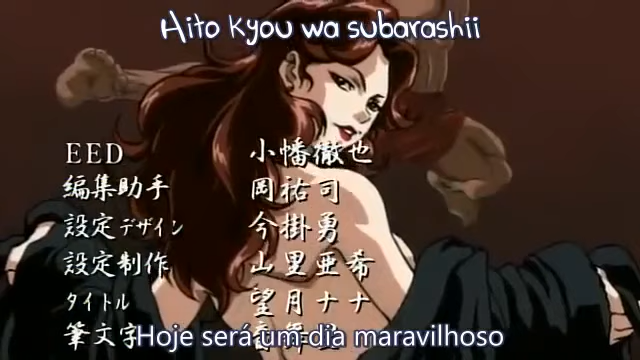 Hito kyou wa subarashii
EED 小幡徹也
編集助手 岡祐司
設定デザイン 今掛勇
設定制作 山里亜希
タイトル 望月ナナ
筆文字
Hoje será um dia maravilhoso